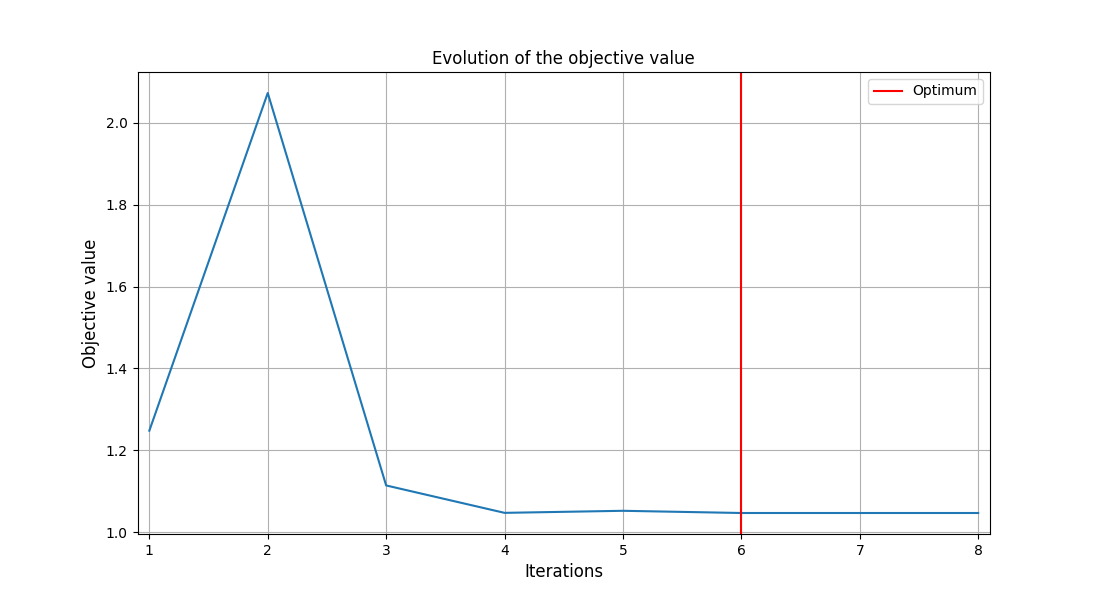 Evolution of the objective value
Optimum
Objective value
2.0
1.8
1.6
1.4
1.2
1.0
1 2 3 4 5 6 7 8
Iterations